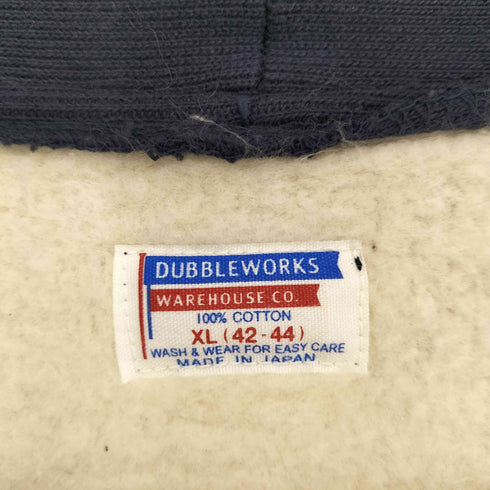 DUBBLEWORKS
WAREHOUSE CO.
100% COTTON
XL (42-44)
WASH & WEAR FOR EASY CARE
MADE IN JAPAN